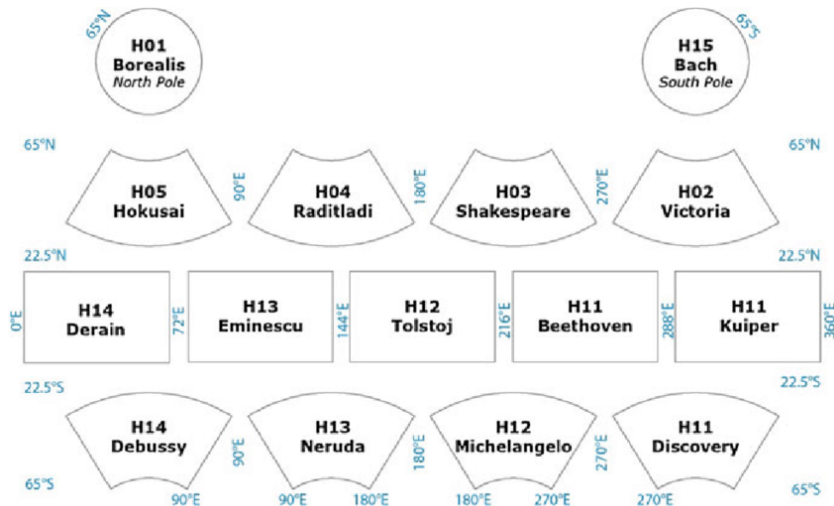 65°N
H01
Borealis
North Pole
65°S
H15
Bach
South Pole
65°N
65°N
H05
Hokusai
90°E
H04
Raditladi
180°E
H03
Shakespeare
270°E
H02
Victoria
22.5°N
22.5°N
0°E
H14
Derain
72°E
H13
Eminescu
144°E
H12
Tolstoj
216°E
H11
Beethoven
288°E
H11
Kuiper
360°E
22.5°S
22.5°S
H14
Debussy
90°E
H13
Neruda
180°E
H12
Michelangelo
270°E
H11
Discovery
65°S
65°S
90°E
90°E
180°E
180°E
270°E
270°E